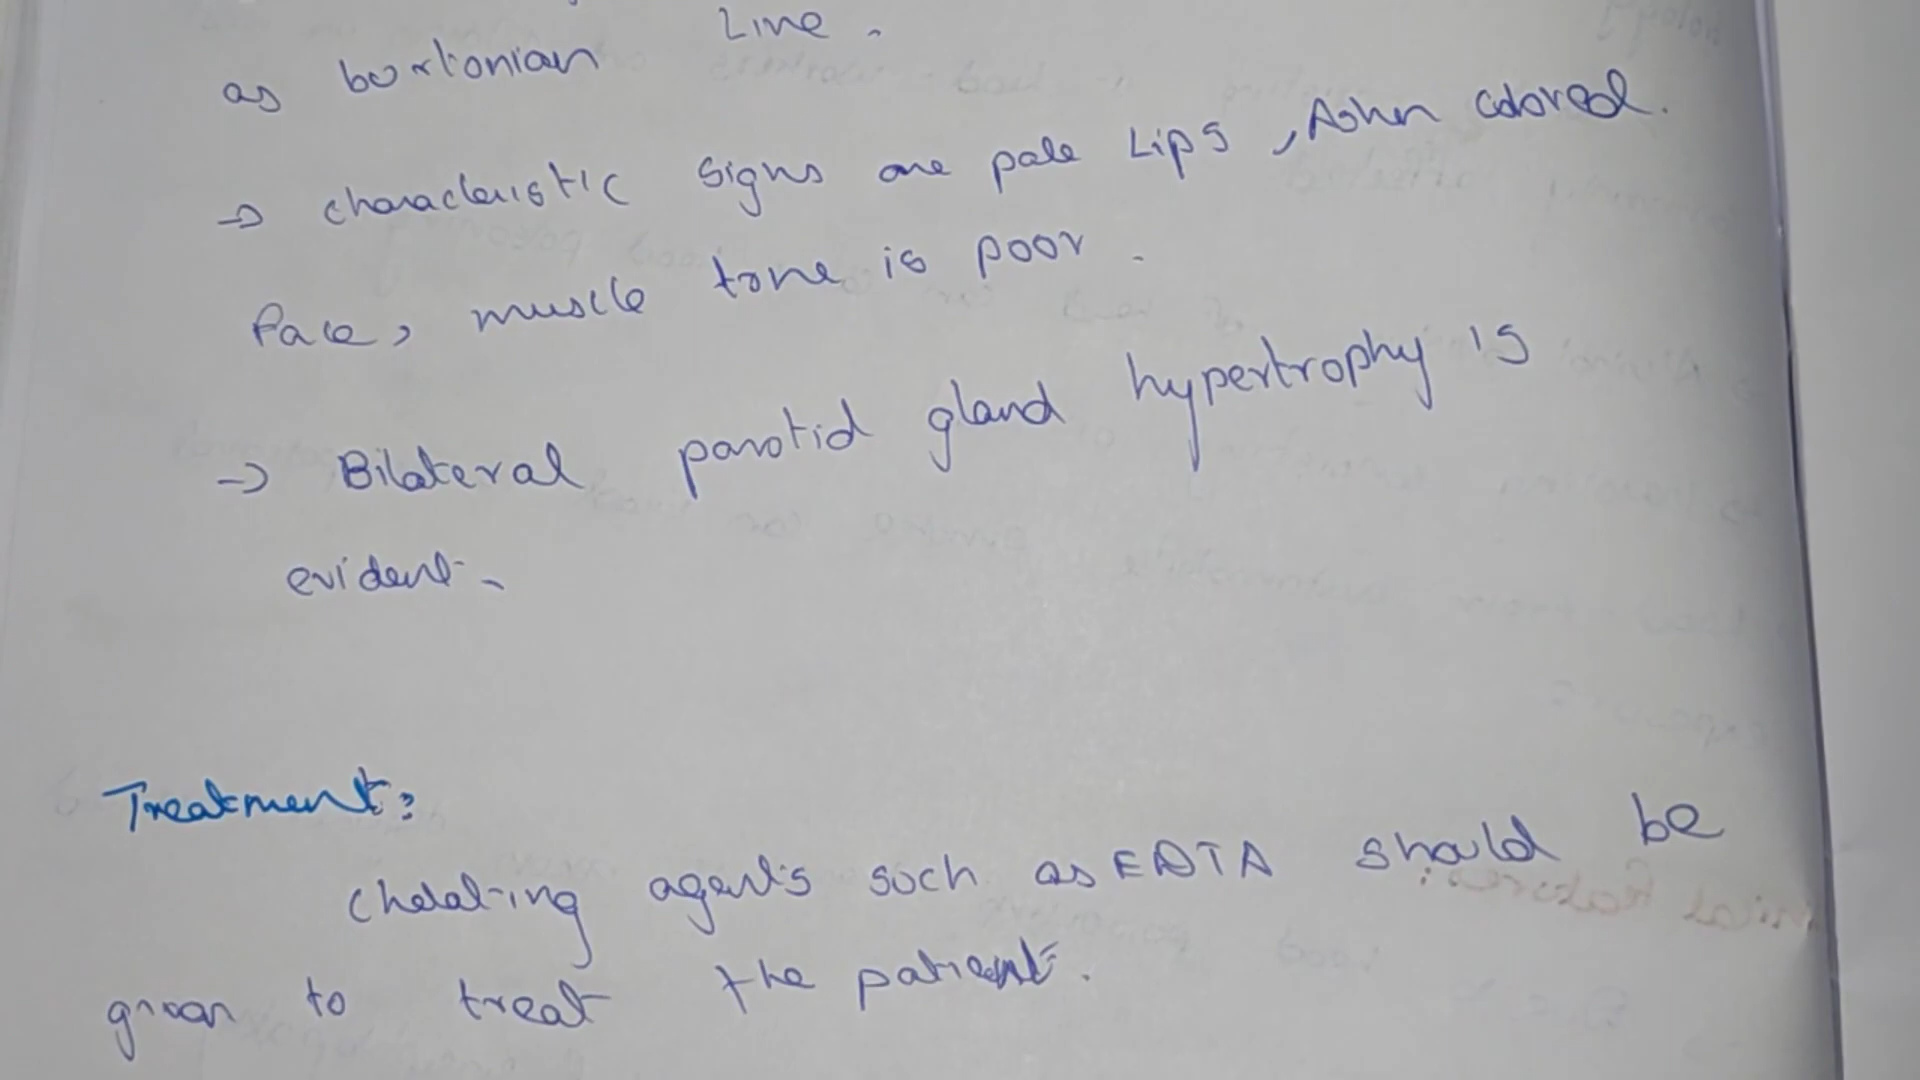 as burtonian Line.
→ characteristic signs are pale Lips, Ashen colored.
Face, muscle tone is poor.
→ Bilateral parotid gland hypertrophy is
evident.
Treatment:
chelating agents such as EDTA should be
given to treat the patient.